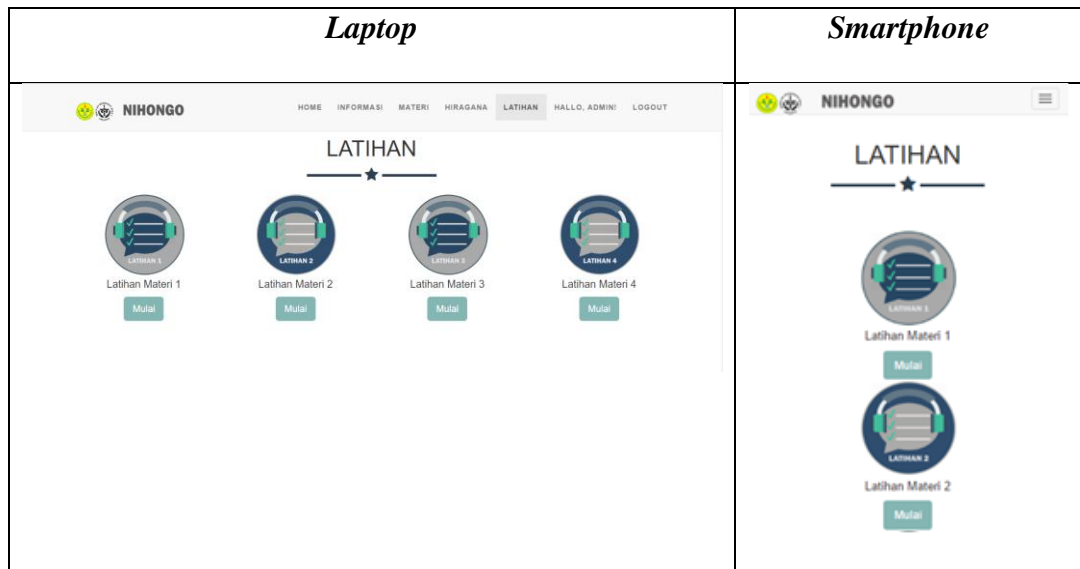 Laptop
Smartphone
NIHONGO HOME INFORMASI MATERI HIRAGANA LATIHAN HALLO, ADMIN! LOGOUT
LATIHAN
LATIHAN 1 LATIHAN 2 LATIHAN 3 LATIHAN 4
Latihan Materi 1 Latihan Materi 2 Latihan Materi 3 Latihan Materi 4
Mulai Mulai Mulai Mulai
NIHONGO
LATIHAN
LATIHAN 1
Latihan Materi 1
Mulai
LATIHAN 2
Latihan Materi 2
Mulai